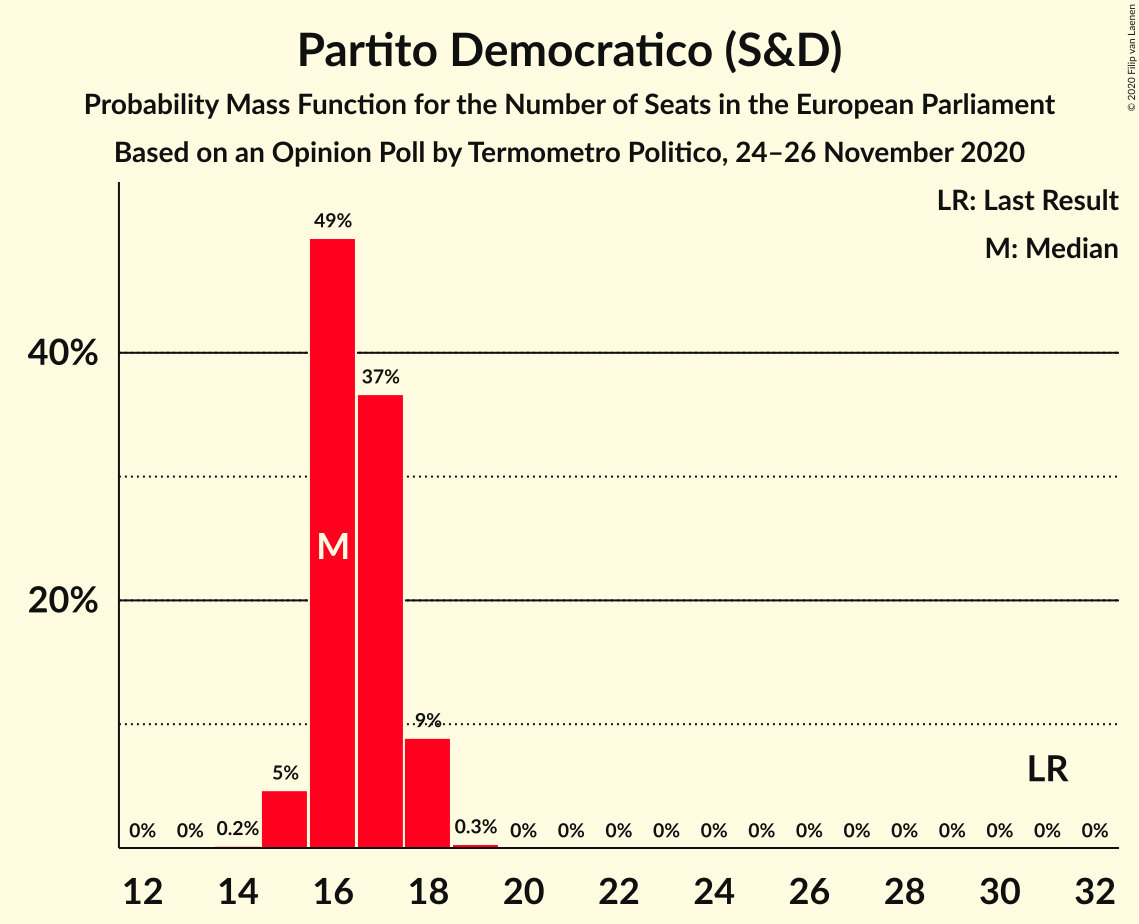 Partito Democratico (S&D)
Probability Mass Function for the Number of Seats in the European Parliament
Based on an Opinion Poll by Termometro Politico, 24–26 November 2020
© 2020 Filip van Laenen
LR: Last Result
M: Median
49%
40%
37%
M
20%
9%
LR
5%
0% 0% 0.2% 0.3% 0% 0% 0% 0% 0% 0% 0% 0% 0% 0% 0% 0% 0%
12 14 16 18 20 22 24 26 28 30 32